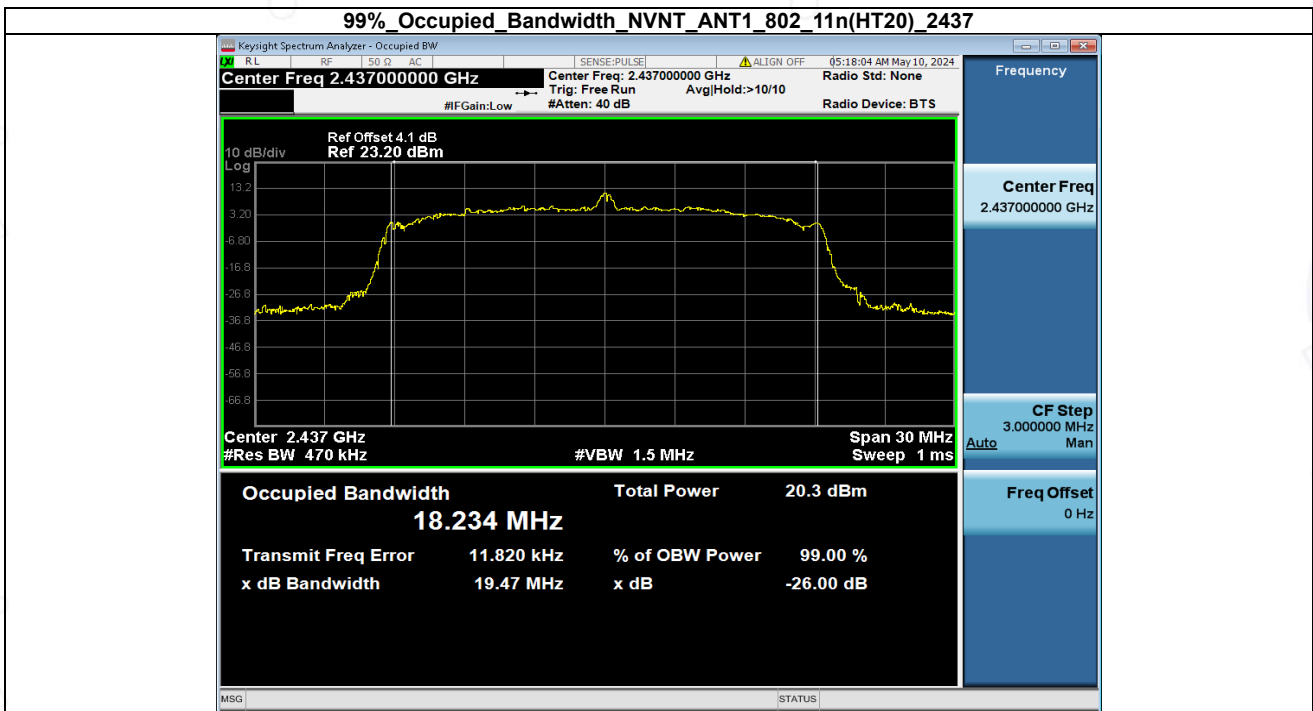 99%_Occupied_Bandwidth_NVNT_ANT1_802_11n(HT20)_2437
Keysight Spectrum Analyzer - Occupied BW
LXI RL RF 50 Ω AC SENSE:PULSE ALIGN OFF 05:18:04 AM May 10, 2024
Center Freq 2.437000000 GHz Center Freq: 2.437000000 GHz Radio Std: None Frequency
Trig: Free Run Avg|Hold:>10/10
#IFGain:Low #Atten: 40 dB Radio Device: BTS
Ref Offset 4.1 dB
10 dB/div Ref 23.20 dBm
Log
13.2
3.20
-6.80
-16.8
-26.8
-36.8
-46.8
-56.8
-66.8
Center Freq
2.437000000 GHz
Center 2.437 GHz Span 30 MHz
#Res BW 470 kHz #VBW 1.5 MHz Sweep 1 ms
CF Step
3.000000 MHz
Auto Man
Occupied Bandwidth Total Power 20.3 dBm
18.234 MHz
Transmit Freq Error 11.820 kHz % of OBW Power 99.00 %
x dB Bandwidth 19.47 MHz x dB -26.00 dB
Freq Offset
0 Hz
MSG STATUS